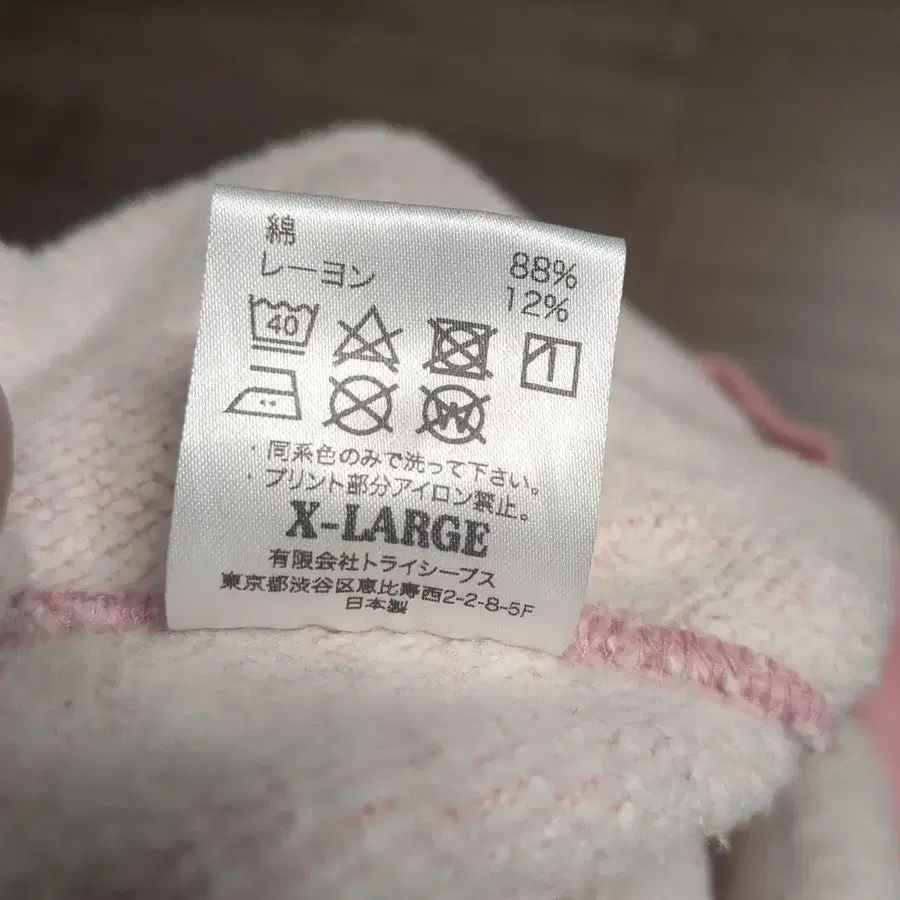 綿 88%
レーヨン 12%
40
W
・同系色のみで洗って下さい。
・プリント部分アイロン禁止。
X-LARGE
有限会社トライシープス
東京都渋谷区恵比寿西2-2-8-5F
日本製